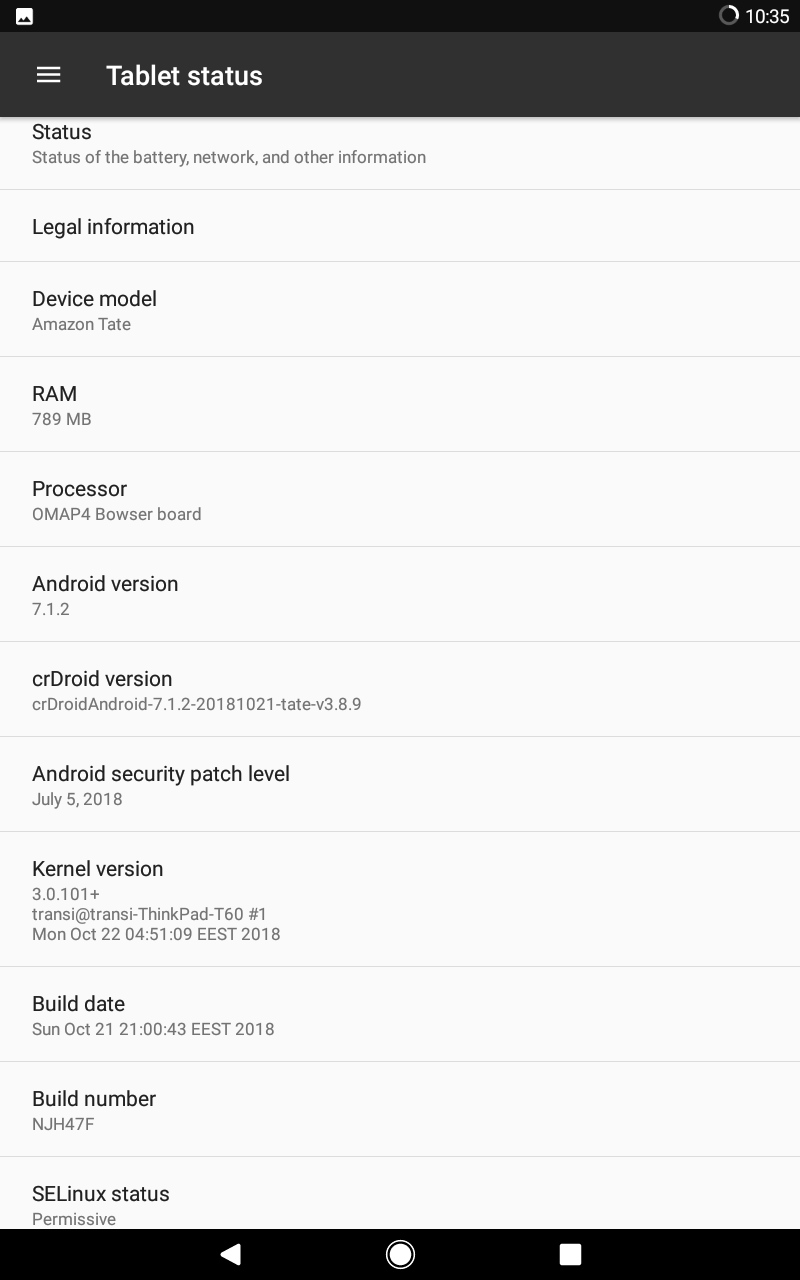 10:35
Tablet status
Status
Status of the battery, network, and other information
Legal information
Device model
Amazon Tate
RAM
789 MB
Processor
OMAP4 Bowser board
Android version
7.1.2
crDroid version
crDroidAndroid-7.1.2-20181021-tate-v3.8.9
Android security patch level
July 5, 2018
Kernel version
3.0.101+
transi@transi-ThinkPad-T60 #1
Mon Oct 22 04:51:09 EEST 2018
Build date
Sun Oct 21 21:00:43 EEST 2018
Build number
NJH47F
SELinux status
Permissive